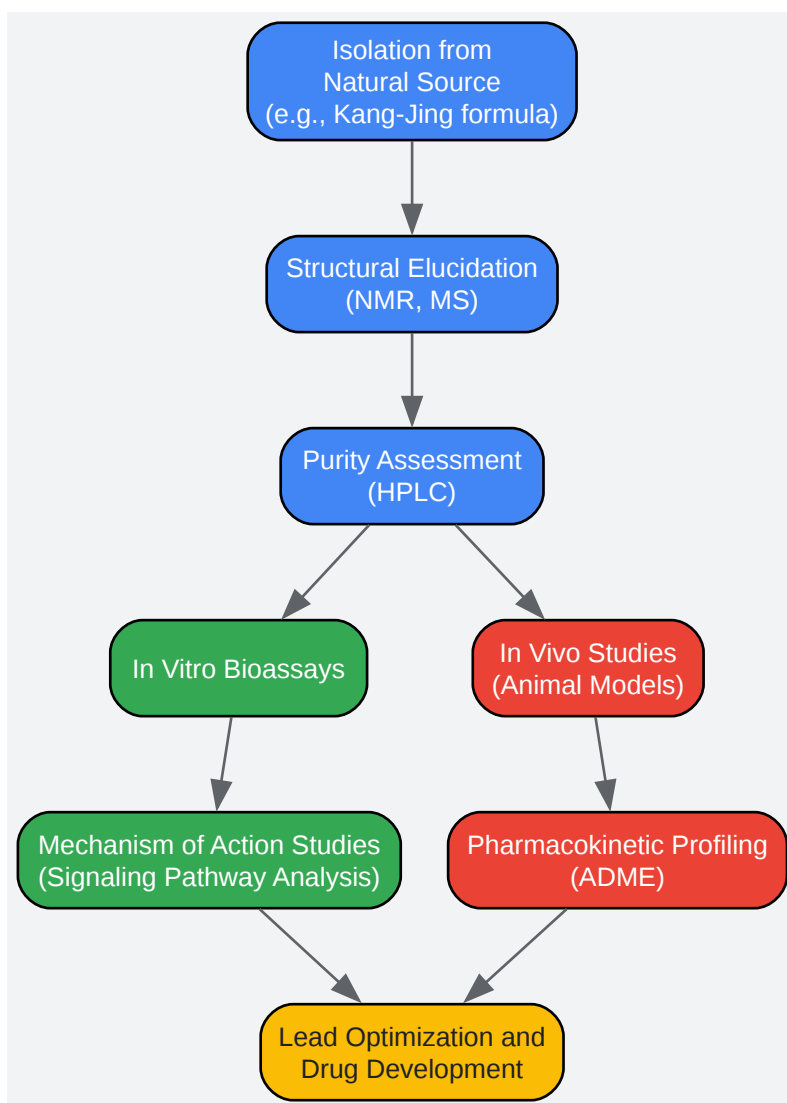 Isolation from
Natural Source
(e.g., Kang-Jing formula)
Structural Elucidation
(NMR, MS)
Purity Assessment
(HPLC)
In Vitro Bioassays
In Vivo Studies
(Animal Models)
Mechanism of Action Studies
(Signaling Pathway Analysis)
Pharmacokinetic Profiling
(ADME)
Lead Optimization and
Drug Development